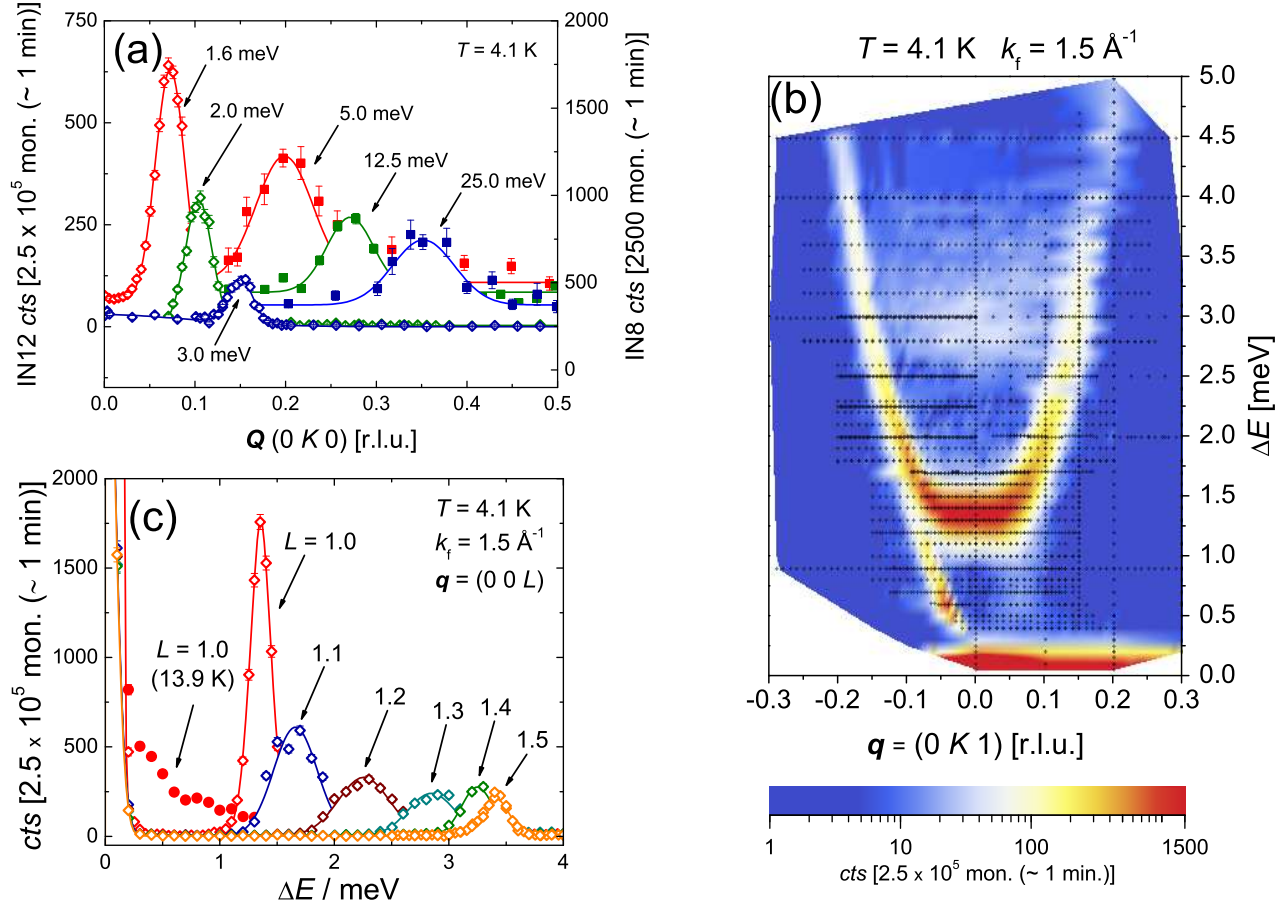 (a)
T = 4.1 K
1.6 meV
2.0 meV
5.0 meV
12.5 meV
25.0 meV
3.0 meV
750
500
250
0
2000
1500
1000
500
0
0.0 0.1 0.2 0.3 0.4 0.5
IN12 cts [2.5 x 10⁵ mon. (~ 1 min)]
IN8 cts [2500 mon. (~ 1 min)]
Q (0 K 0) [r.l.u.]
T = 4.1 K k_f = 1.5 Å⁻¹
(b)
5.0
4.5
4.0
3.5
3.0
2.5
2.0
1.5
1.0
0.5
0.0
ΔE [meV]
-0.3 -0.2 -0.1 0.0 0.1 0.2 0.3
q = (0 K 1) [r.l.u.]
1 10 100 1500
cts [2.5 x 10⁵ mon. (~ 1 min.)]
(c)
T = 4.1 K
k_f = 1.5 Å⁻¹
q = (0 0 L)
L = 1.0
L = 1.0
(13.9 K)
1.1
1.2
1.3
1.4
1.5
2000
1500
1000
500
0
0 1 2 3 4
cts [2.5 x 10⁵ mon. (~ 1 min)]
ΔE / meV